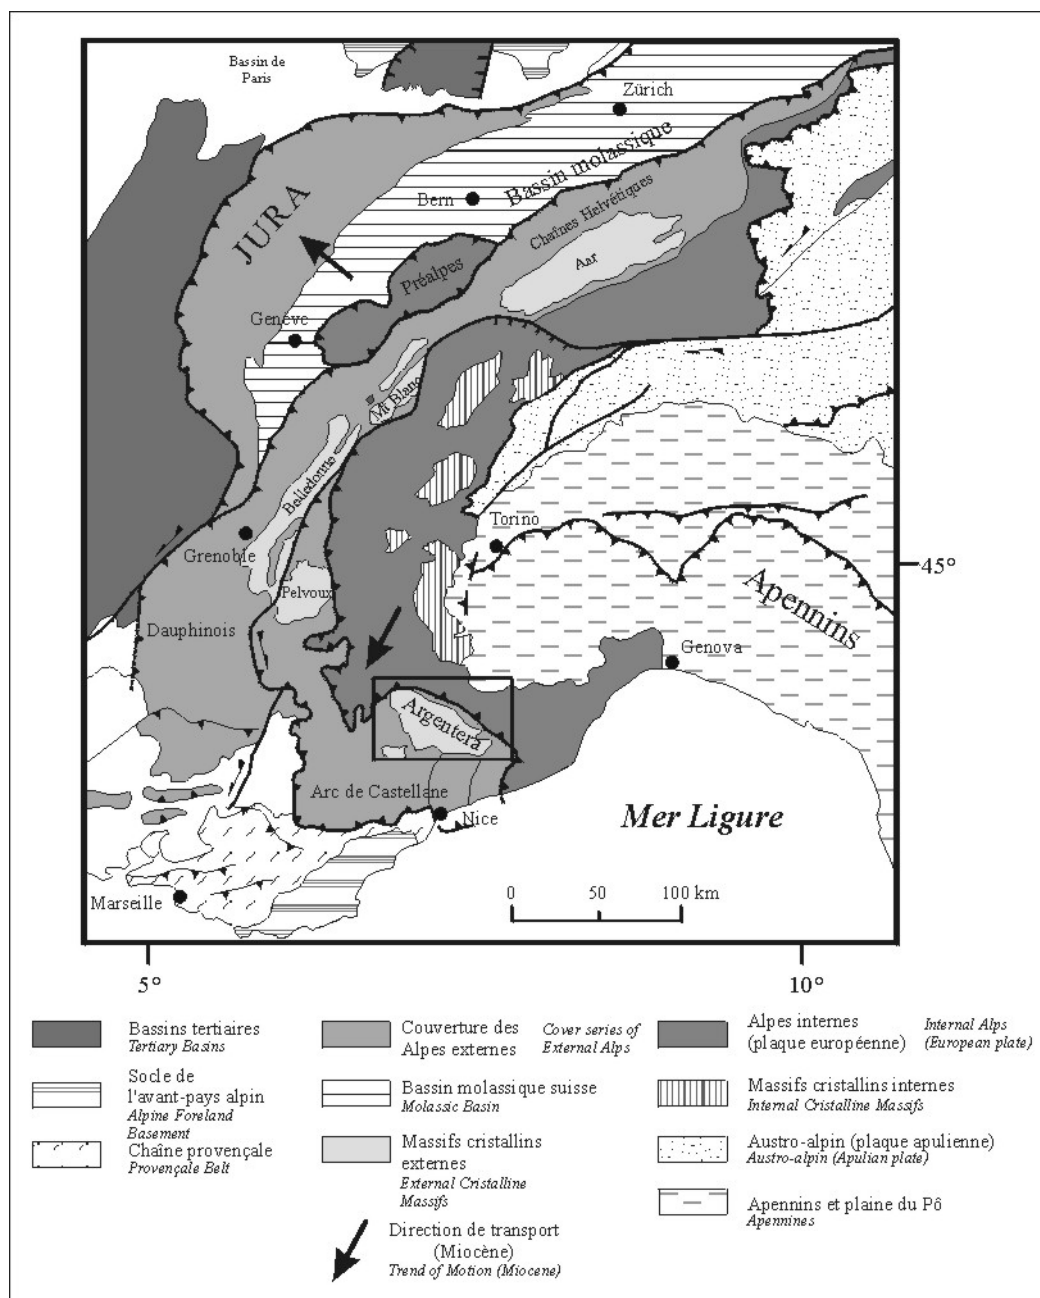 Bassin de
Paris
Zürich
Bassin molassique
Bern
Chaînes Helvétiques
JURA
Aar
Préalpes
Genève
Mt Blanc
Belledonne
Torino
Grenoble
45°
Pelvoux
Apennins
Dauphinois
Genova
Argentera
Arc de Castellane
Nice
Mer Ligure
0 50 100 km
Marseille
5° 10°
Bassins tertiaires
Tertiary Basins
Socle de
l'avant-pays alpin
Alpine Foreland
Basement
Chaîne provençale
Provençale Belt
Couverture des
Alpes externes
Cover series of
External Alps
Bassin molassique suisse
Molassic Basin
Massifs cristallins
externes
External Cristalline
Massifs
Direction de transport
(Miocène)
Trend of Motion (Miocene)
Alpes internes
(plaque européenne)
Internal Alps
(European plate)
Massifs cristallins internes
Internal Cristalline Massifs
Austro-alpin (plaque apulienne)
Austro-alpin (Apulian plate)
Apennins et plaine du Pô
Apennines